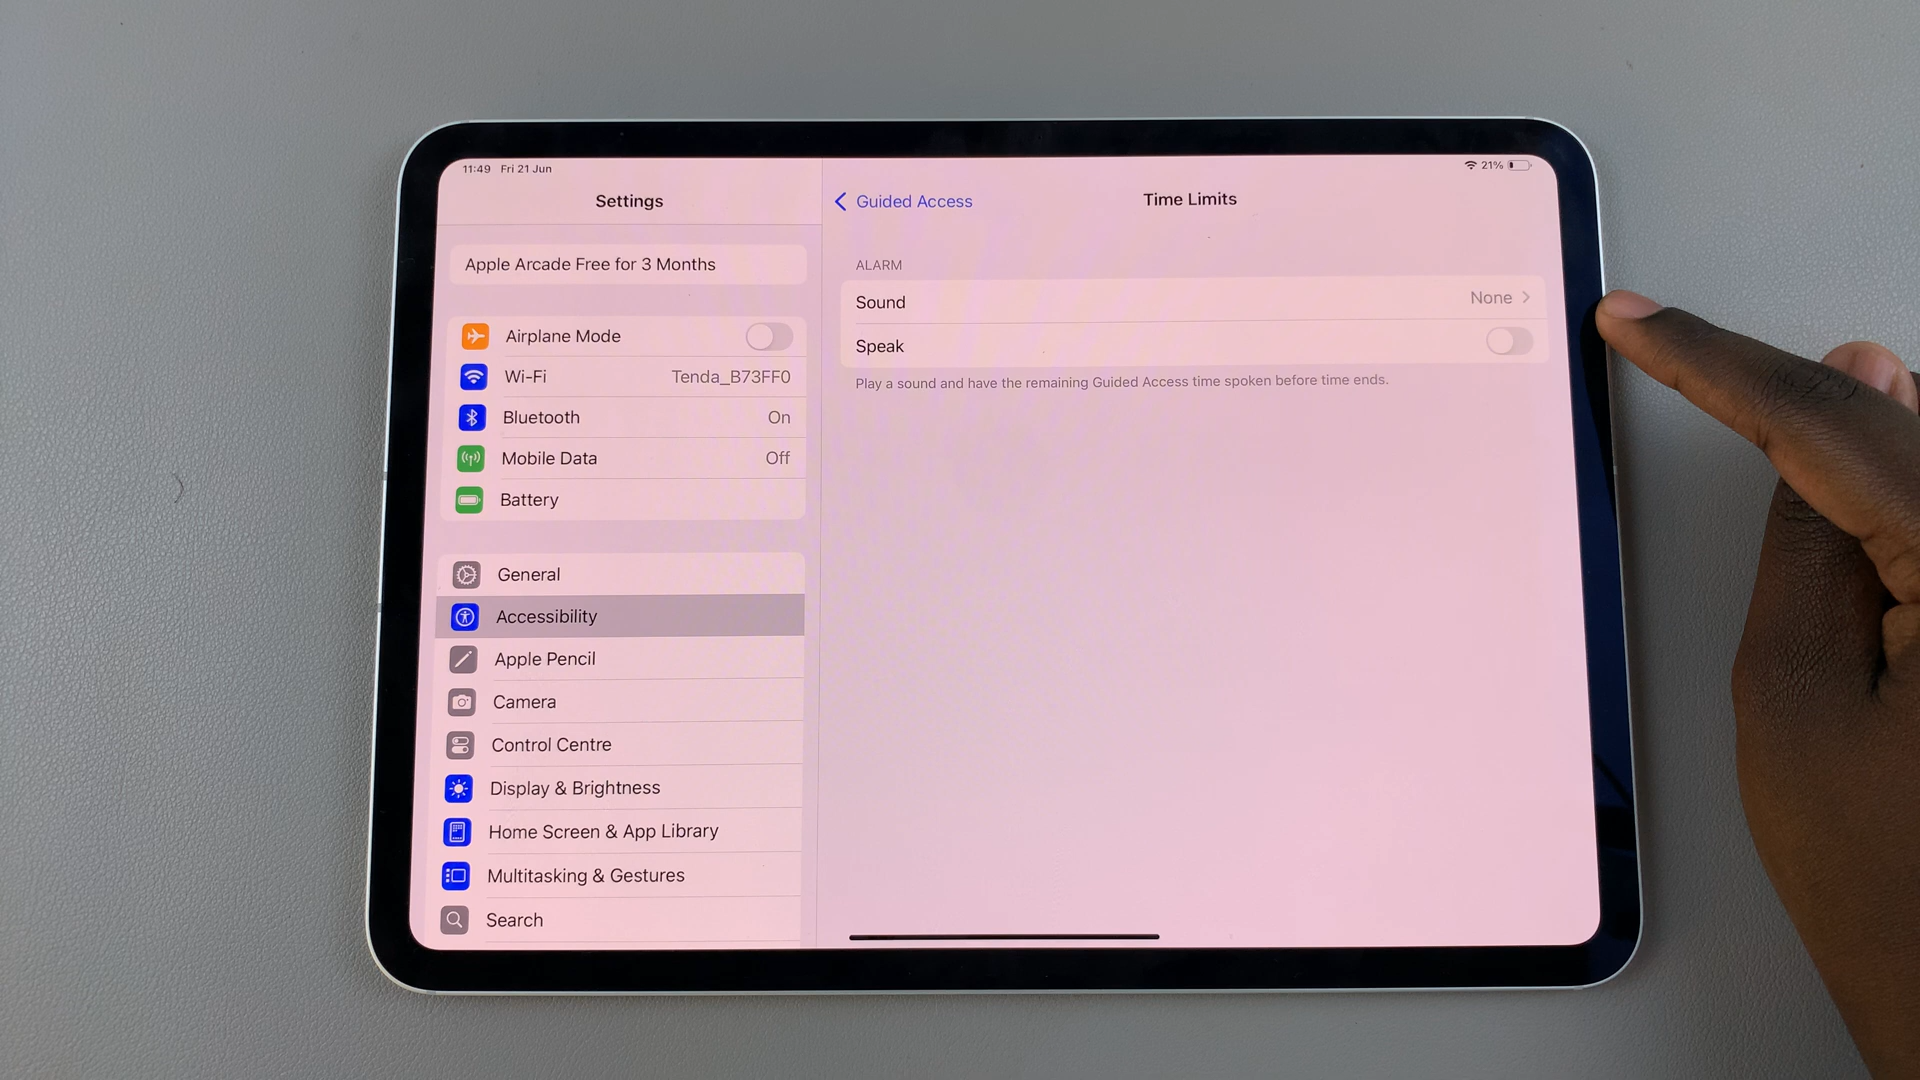 11:49 Fri 21 Jun
21%
Settings
Apple Arcade Free for 3 Months
Airplane Mode
Wi-Fi Tenda_B73FF0
Bluetooth On
Mobile Data Off
Battery
General
Accessibility
Apple Pencil
Camera
Control Centre
Display & Brightness
Home Screen & App Library
Multitasking & Gestures
Search
Guided Access
Time Limits
ALARM
Sound None
Speak
Play a sound and have the remaining Guided Access time spoken before time ends.